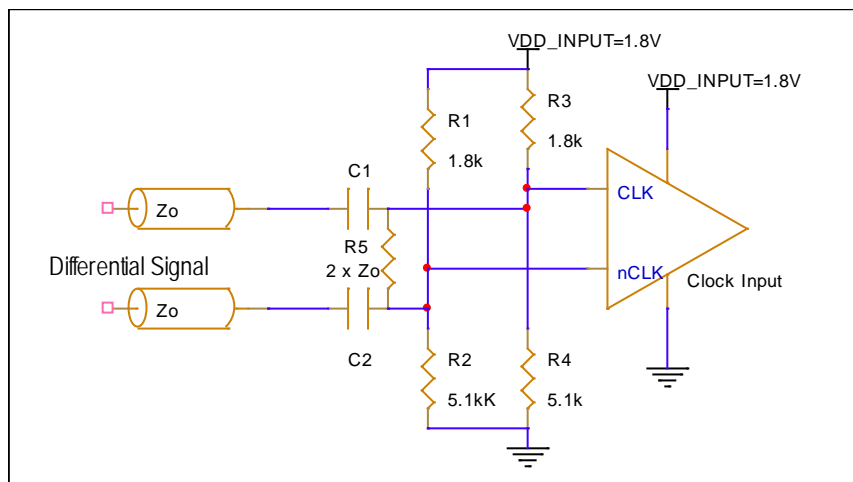 VDD_INPUT=1.8V
VDD_INPUT=1.8V
R1
1.8k
R3
1.8k
C1
Zo
CLK
R5
2 x Zo
Differential Signal
nCLK
Clock Input
Zo
C2
R2
5.1kK
R4
5.1k